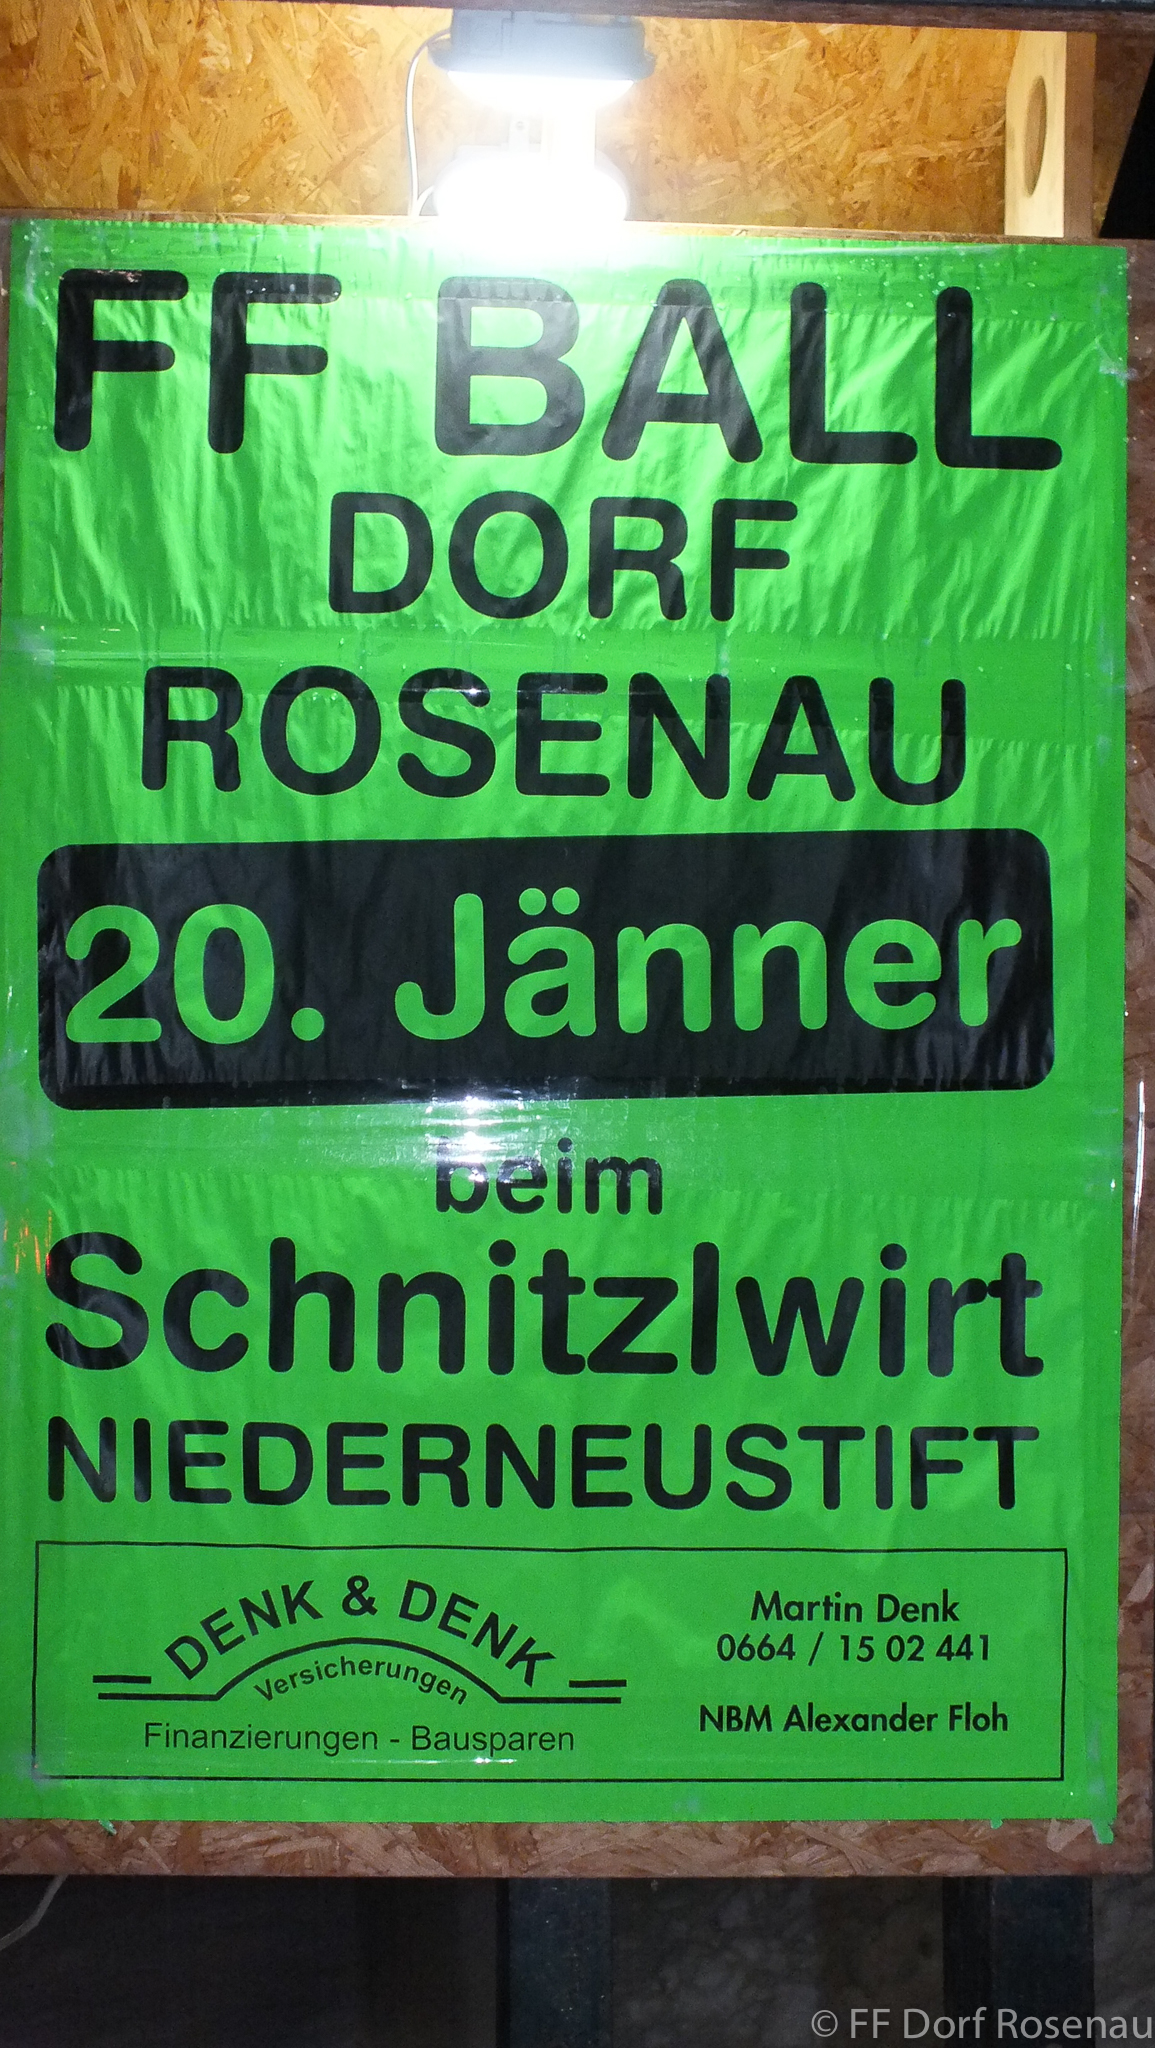 FF BALL
DORF
ROSENAU
20. Jänner
beim
Schnitzlwirt
NIEDERNEUSTIFT
DENK & DENK
Versicherungen
Finanzierungen - Bausparen
Martin Denk
0664 / 15 02 441
NBM Alexander Floh
© FF Dorf Rosenau